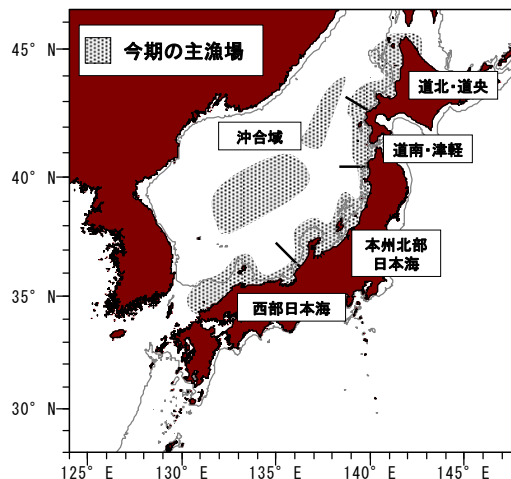 45° N
今期の主漁場
道北・道央
沖合域
道南・津軽
40° N
本州北部
日本海
西部日本海
35° N
30° N
125° E
130° E
135° E
140° E
145° E